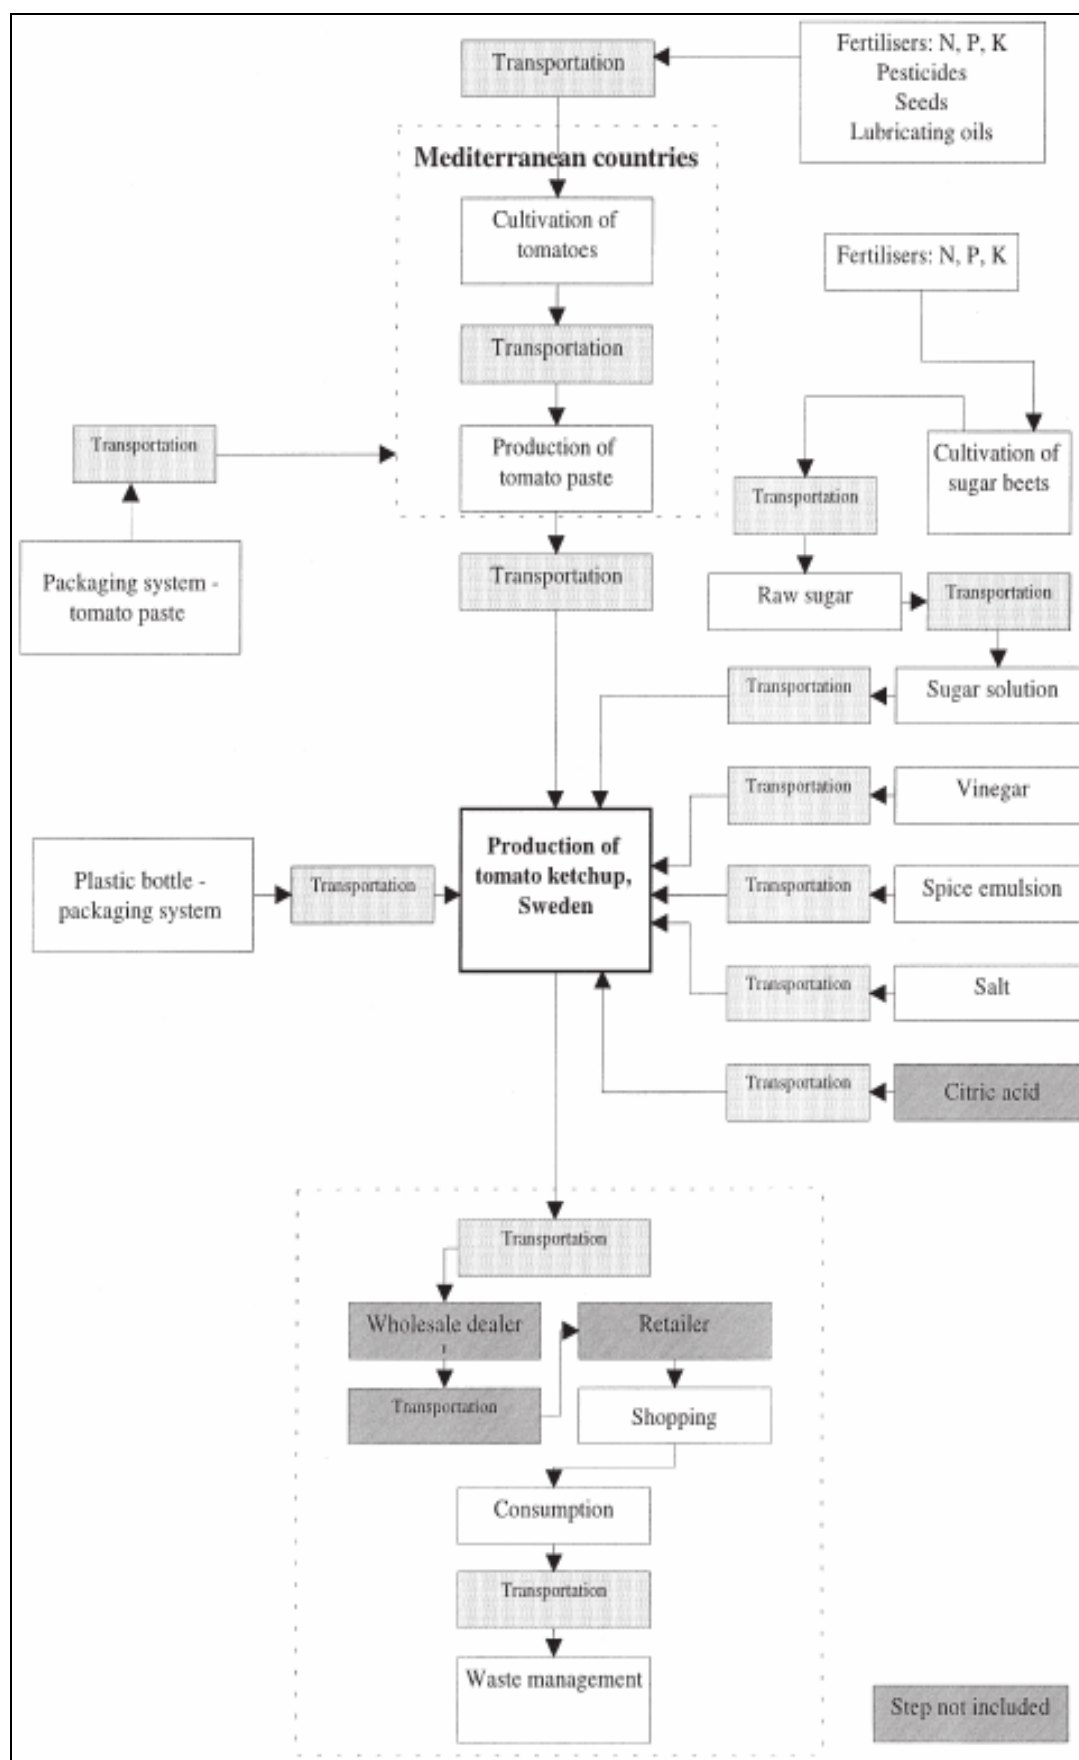 Transportation
Fertilisers: N, P, K
Pesticides
Seeds
Lubricating oils
Mediterranean countries
Cultivation of
tomatoes
Fertilisers: N, P, K
Transportation
Transportation
Production of
tomato paste
Cultivation of
sugar beets
Transportation
Packaging system -
tomato paste
Transportation
Raw sugar
Transportation
Transportation
Sugar solution
Transportation
Vinegar
Plastic bottle -
packaging system
Transportation
Production of
tomato ketchup,
Sweden
Transportation
Spice emulsion
Transportation
Salt
Transportation
Citric acid
Transportation
Wholesale dealer
Retailer
Transportation
Shopping
Consumption
Transportation
Waste management
Step not included